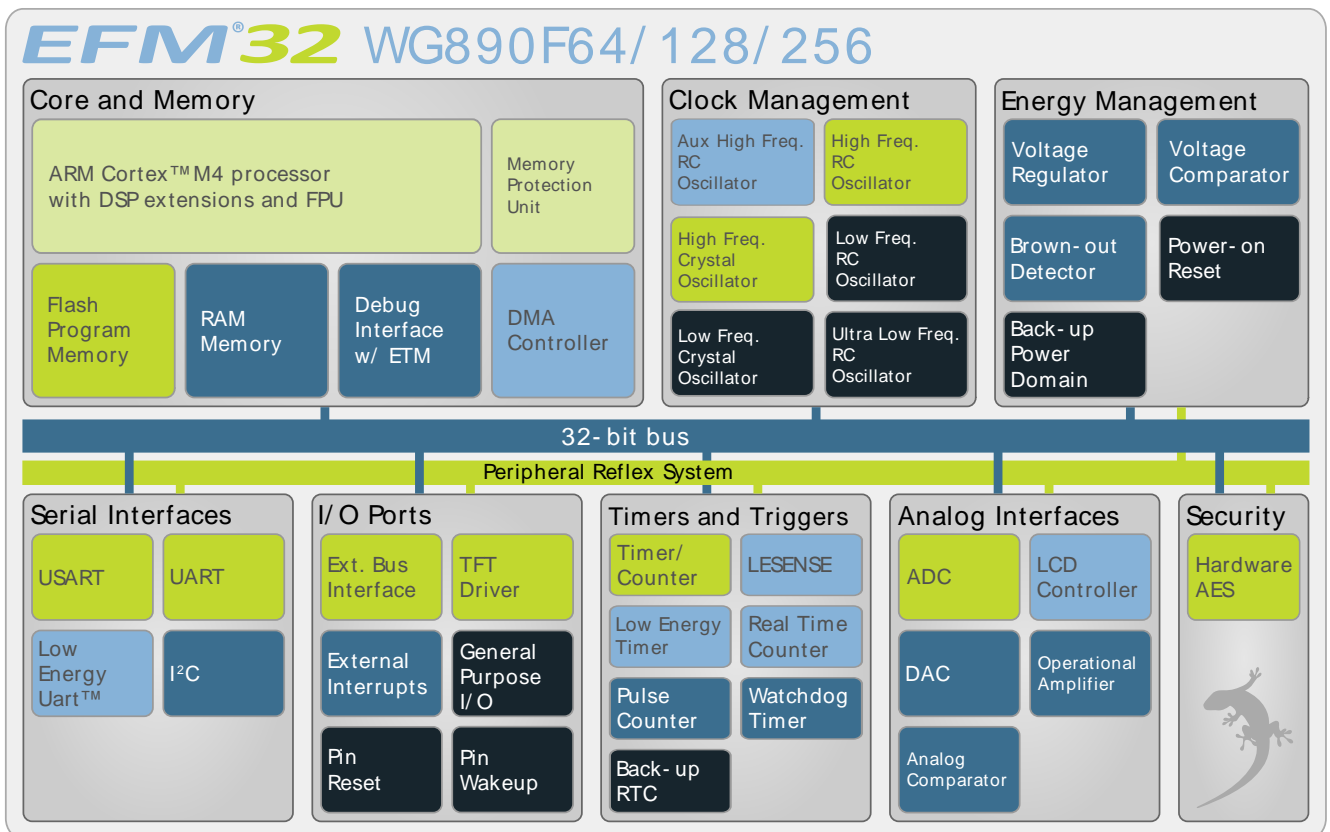 EFM®32 WG890F64/128/256
Core and Memory
ARM Cortex™ M4 processor
with DSP extensions and FPU
Memory
Protection
Unit
Flash
Program
Memory
RAM
Memory
Debug
Interface
w/ ETM
DMA
Controller
Clock Management
Aux High Freq.
RC
Oscillator
High Freq.
RC
Oscillator
High Freq.
Crystal
Oscillator
Low Freq.
RC
Oscillator
Low Freq.
Crystal
Oscillator
Ultra Low Freq.
RC
Oscillator
Energy Management
Voltage
Regulator
Voltage
Comparator
Brown-out
Detector
Power-on
Reset
Back-up
Power
Domain
32-bit bus
Peripheral Reflex System
Serial Interfaces
USART
UART
Low
Energy
Uart™
I²C
I/O Ports
Ext. Bus
Interface
TFT
Driver
External
Interrupts
General
Purpose
I/O
Pin
Reset
Pin
Wakeup
Timers and Triggers
Timer/
Counter
LESENSE
Low Energy
Timer
Real Time
Counter
Pulse
Counter
Watchdog
Timer
Back-up
RTC
Analog Interfaces
ADC
LCD
Controller
DAC
Operational
Amplifier
Analog
Comparator
Security
Hardware
AES